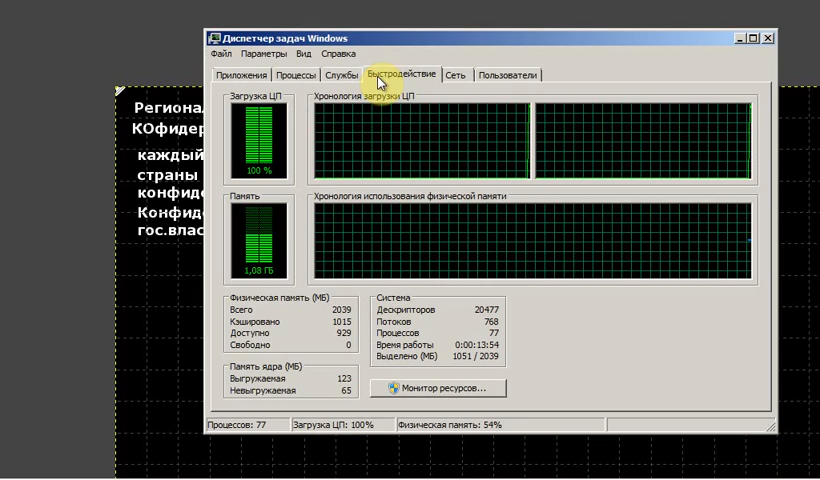 Диспетчер задач Windows
Файл Параметры Вид Справка
Приложения Процессы Службы Быстродействие Сеть Пользователи
Загрузка ЦП
100 %
Хронология загрузки ЦП
Память
1,08 ГБ
Хронология использования физической памяти
Физическая память (МБ)
Всего 2039
Кэшировано 1015
Доступно 929
Свободно 0
Память ядра (МБ)
Выгружаемая 123
Невыгружаемая 65
Система
Дескрипторов 20477
Потоков 768
Процессов 77
Время работы 0:00:13:54
Выделено (МБ) 1051 / 2039
Монитор ресурсов...
Процессов: 77 Загрузка ЦП: 100% Физическая память: 54%
Регионал
КОфидер
каждый
страны
конфиде
Конфиде
гос.влас